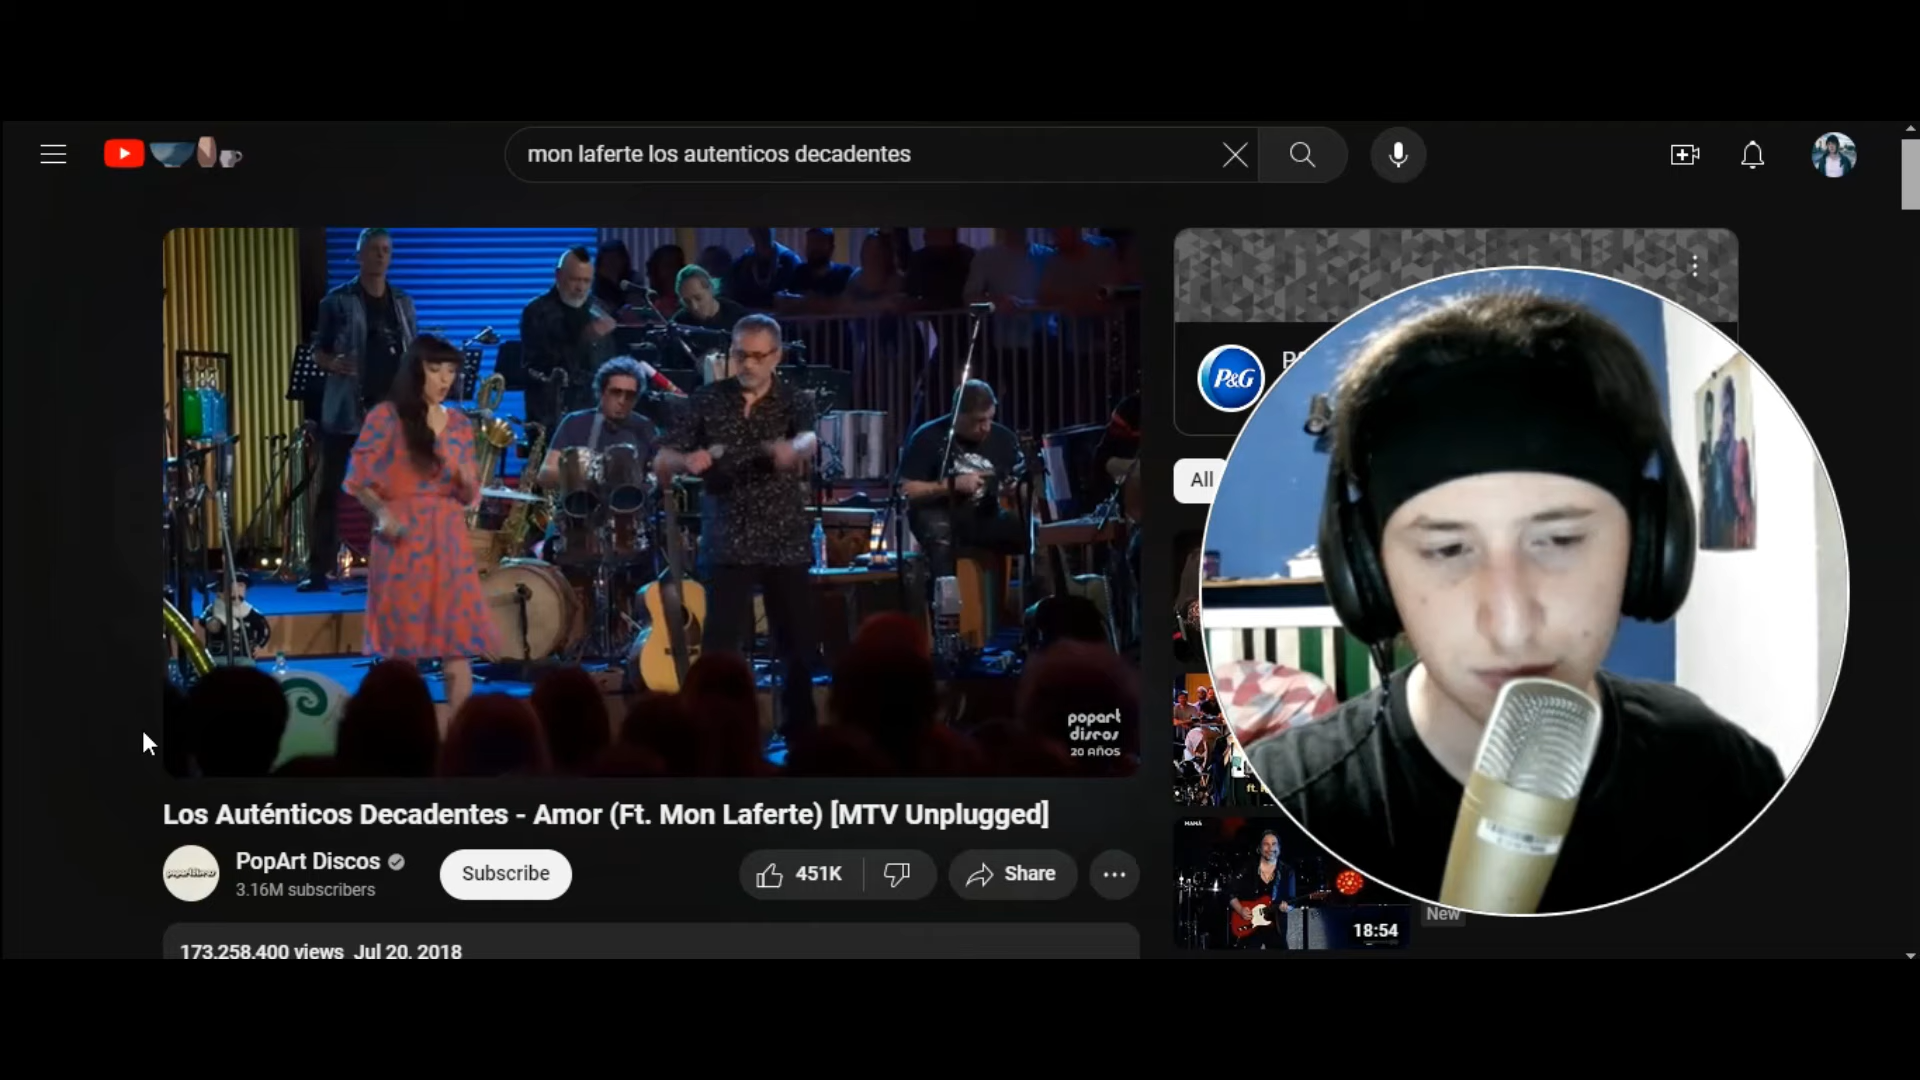 mon laferte los autenticos decadentes
P&G
All
popart
discos
20 AÑOS
Los Auténticos Decadentes - Amor (Ft. Mon Laferte) [MTV Unplugged]
PopArt Discos
3.16M subscribers
Subscribe
451K
Share
MAMÁ
18:54
New
173,258,400 views Jul 20, 2018